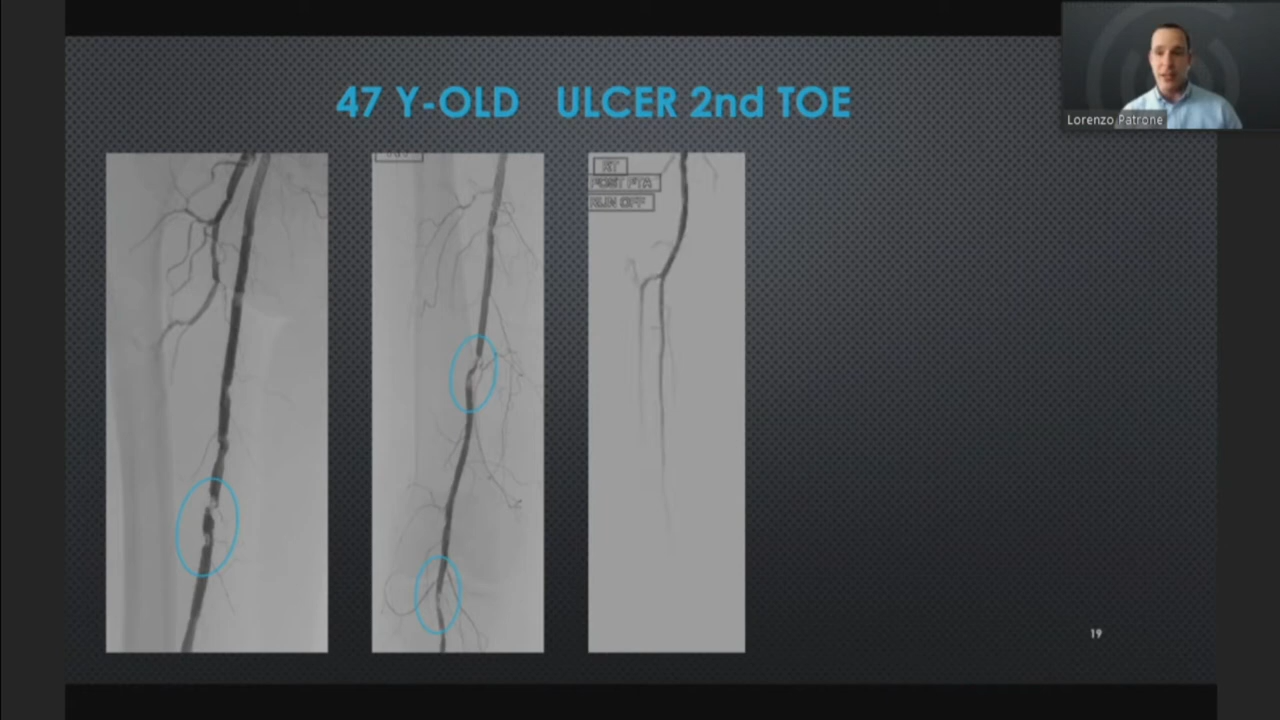 47 Y-OLD ULCER 2nd TOE
Lorenzo Patrone
RT
POST PTA
RUN OFF
19